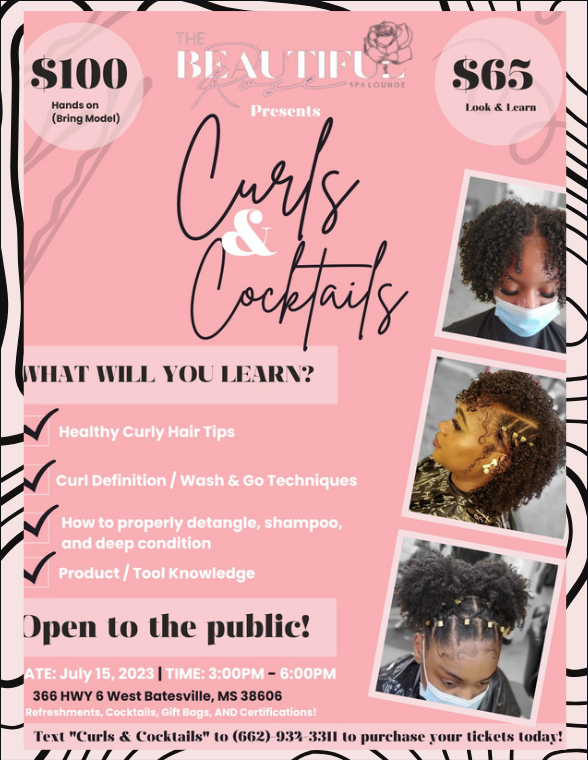 $100
Hands on
(Bring Model)
THE
BEAUTIFUL
Rose
SPA LOUNGE
Presents
$65
Look & Learn
Curls
&
Cocktails
WHAT WILL YOU LEARN?
Healthy Curly Hair Tips
Curl Definition / Wash & Go Techniques
How to properly detangle, shampoo,
and deep condition
Product / Tool Knowledge
Open to the public!
ATE: July 15, 2023 | TIME: 3:00PM - 6:00PM
366 HWY 6 West Batesville, MS 38606
Refreshments, Cocktails, Gift Bags, AND Certifications!
Text "Curls & Cocktails" to (662)-932-3311 to purchase your tickets today!